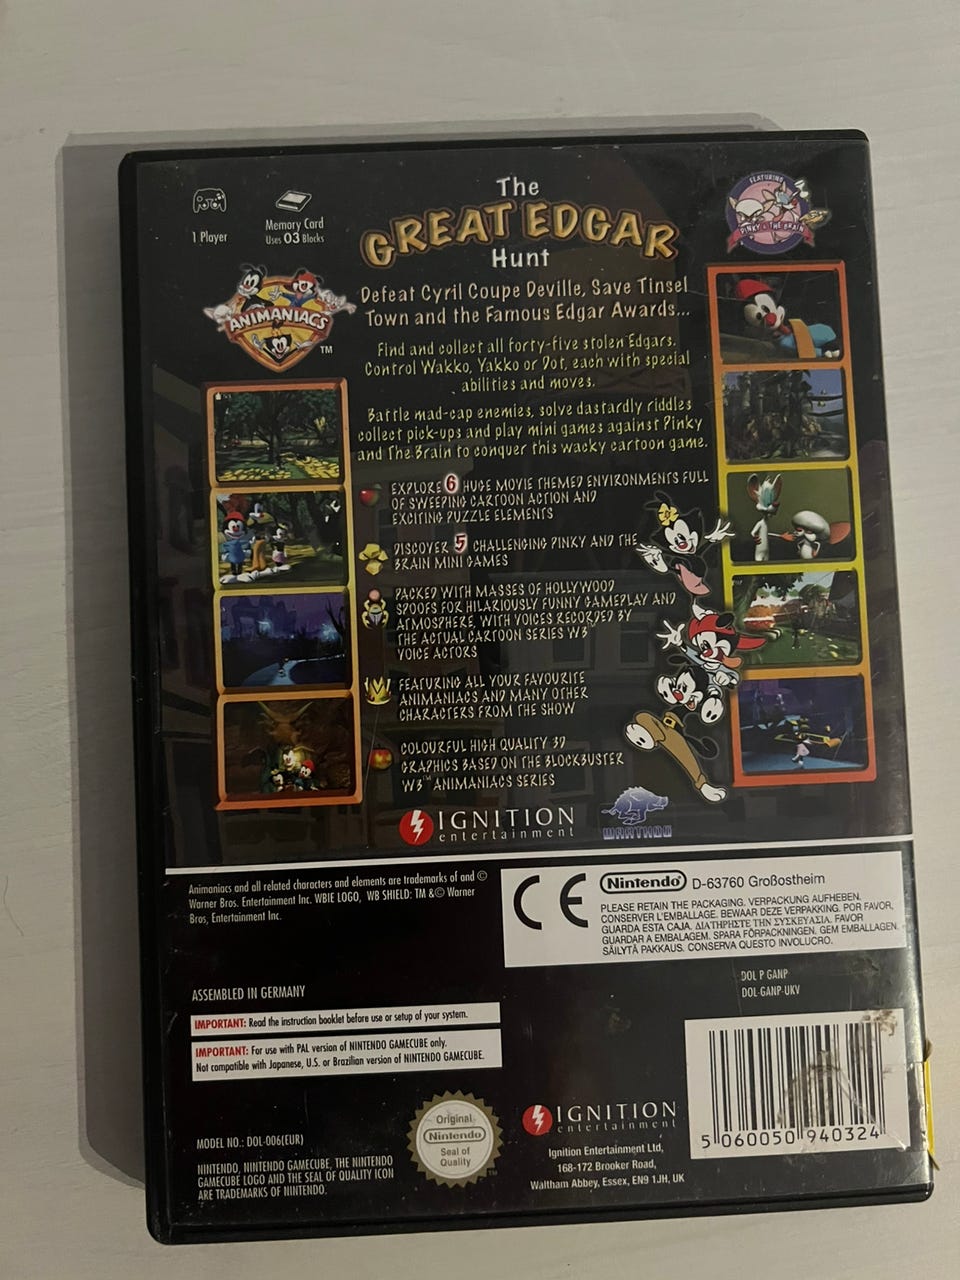 1 Player
Memory Card
Uses 03 Blocks
The
GREAT EDGAR
Hunt
FEATURING
PINKY & THE BRAIN
ANIMANIACS
TM
Defeat Cyril Coupe Deville, Save Tinsel
Town and the Famous Edgar Awards...
Find and collect all forty-five stolen Edgars.
Control Wakko, Yakko or Dot, each with special
abilities and moves.
Battle mad-cap enemies, solve dastardly riddles
collect pick-ups and play mini games against Pinky
and The Brain to conquer this wacky cartoon game.
EXPLORE 6 HUGE MOVIE THEMED ENVIRONMENTS FULL
OF SWEEPING CARTOON ACTION AND
EXCITING PUZZLE ELEMENTS
DISCOVER 5 CHALLENGING PINKY AND THE
BRAIN MINI GAMES
PACKED WITH MASSES OF HOLLYWOOD
SPOOFS FOR HILARIOUSLY FUNNY GAMEPLAY AND
ATMOSPHERE, WITH VOICES RECORDED BY
THE ACTUAL CARTOON SERIES WB™
VOICE ACTORS
FEATURING ALL YOUR FAVOURITE
ANIMANIACS AND MANY OTHER
CHARACTERS FROM THE SHOW
COLOURFUL HIGH QUALITY 3D
GRAPHICS BASED ON THE BLOCKBUSTER
WB™ ANIMANIACS SERIES
IGNITION
entertainment
WARTHOG
Animaniacs and all related characters and elements are trademarks of and ©
Warner Bros. Entertainment Inc. WBIE LOGO, WB SHIELD: TM & © Warner
Bros, Entertainment Inc.
CE
Nintendo® D-63760 Großostheim
PLEASE RETAIN THE PACKAGING. VERPACKUNG AUFHEBEN.
CONSERVER L'EMBALLAGE. BEWAAR DEZE VERPAKKING. POR FAVOR,
GUARDA ESTA CAJA. ΔΙΑΤΗΡΗΣΤΕ ΤΗΝ ΣΥΣΚΕΥΑΣΙΑ. FAVOR
GUARDAR A EMBALAGEM. SPARA FÖRPACKNINGEN. GEM EMBALLAGEN.
SÄILYTÄ PAKKAUS. CONSERVA QUESTO INVOLUCRO.
DOL P GANP
DOL-GANP-UKV
ASSEMBLED IN GERMANY
IMPORTANT: Read the instruction booklet before use or setup of your system.
IMPORTANT: For use with PAL version of NINTENDO GAMECUBE only.
Not compatible with Japanese, U.S. or Brazilian version of NINTENDO GAMECUBE.
MODEL NO.: DOL-006(EUR)
NINTENDO, NINTENDO GAMECUBE, THE NINTENDO
GAMECUBE LOGO AND THE SEAL OF QUALITY ICON
ARE TRADEMARKS OF NINTENDO.
Original
Nintendo
Seal of
Quality
TM
IGNITION
entertainment
Ignition Entertainment Ltd,
168-172 Brooker Road,
Waltham Abbey, Essex, EN9 1JH, UK
5 060050 940324